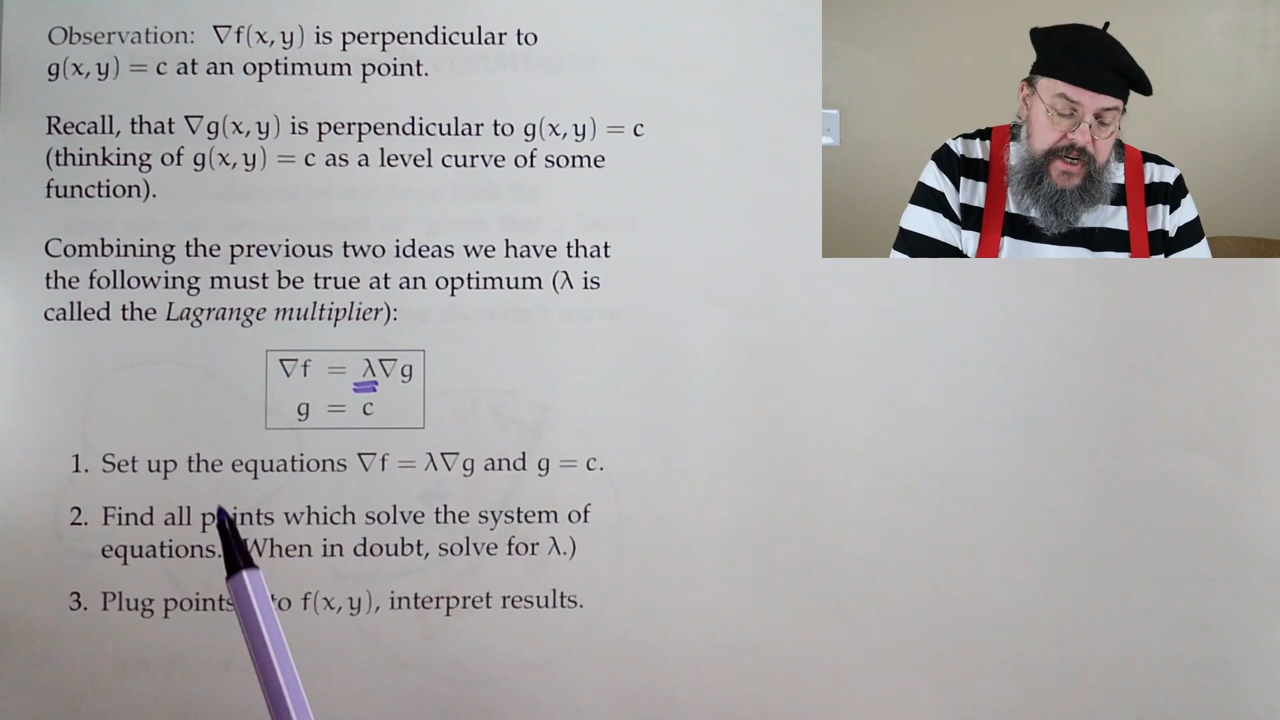 Observation: ∇f(x, y) is perpendicular to
g(x, y) = c at an optimum point.
Recall, that ∇g(x, y) is perpendicular to g(x, y) = c
(thinking of g(x, y) = c as a level curve of some
function).
Combining the previous two ideas we have that
the following must be true at an optimum (λ is
called the Lagrange multiplier):
∇f = λ∇g
g = c
1. Set up the equations ∇f = λ∇g and g = c.
2. Find all points which solve the system of
equations. When in doubt, solve for λ.)
3. Plug points f(x, y), interpret results.